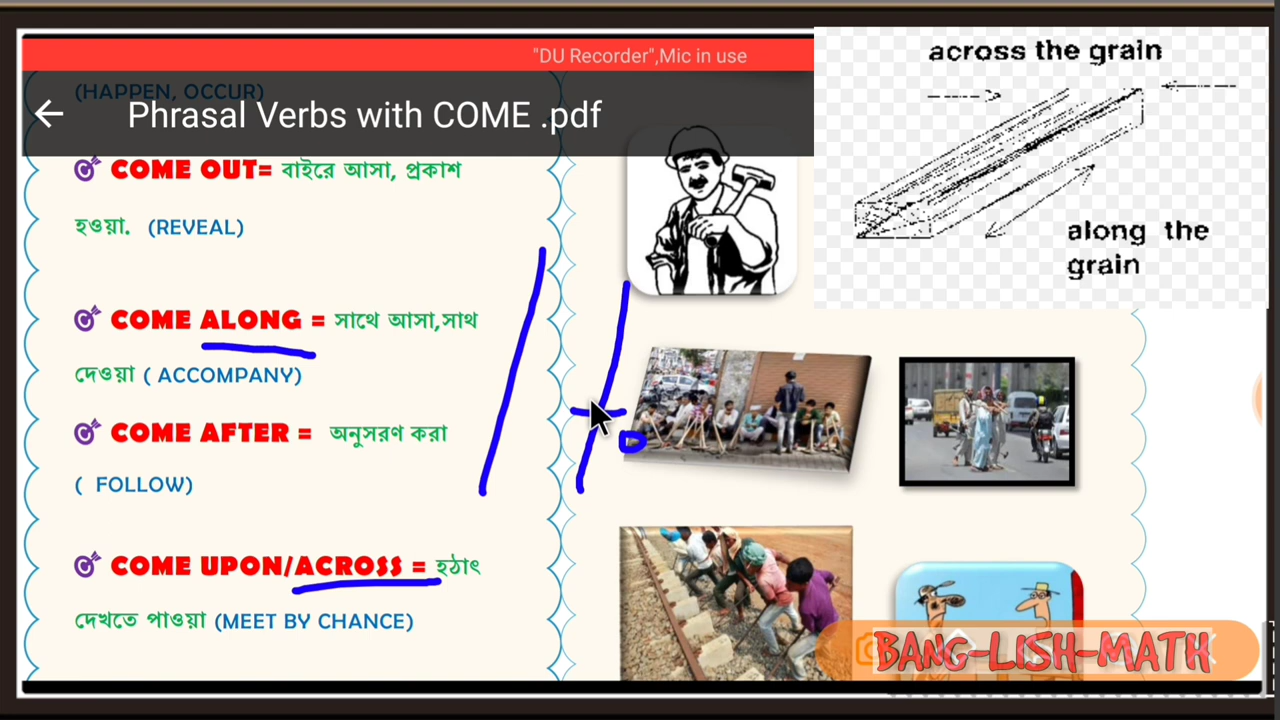 "DU Recorder",Mic in use
(HAPPEN, OCCUR)
Phrasal Verbs with COME .pdf
COME OUT= বাইরে আসা, প্রকাশ
হওয়া. (REVEAL)
COME ALONG = সাথে আসা,সাথ
দেওয়া ( ACCOMPANY)
COME AFTER = অনুসরণ করা
( FOLLOW)
COME UPON/ACROSS = হঠাৎ
দেখতে পাওয়া (MEET BY CHANCE)
across the grain
along the
grain
BANG-LISH-MATH